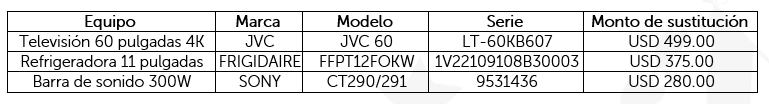 Equipo Marca Modelo Serie Monto de sustitución
Televisión 60 pulgadas 4K JVC JVC 60 LT-60KB607 USD 499.00
Refrigeradora 11 pulgadas FRIGIDAIRE FFPT12FOKW 1V22109108B30003 USD 375.00
Barra de sonido 300W SONY CT290/291 9531436 USD 280.00